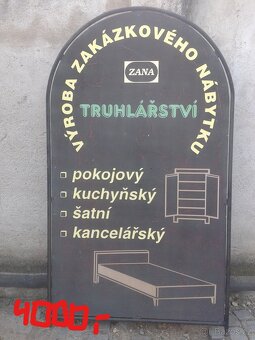 VÝROBA ZAKÁZKOVÉHO NÁBYTKU
ZANA
TRUHLÁŘSTVÍ
pokojový
kuchyňský
šatní
kancelářský
4000,-